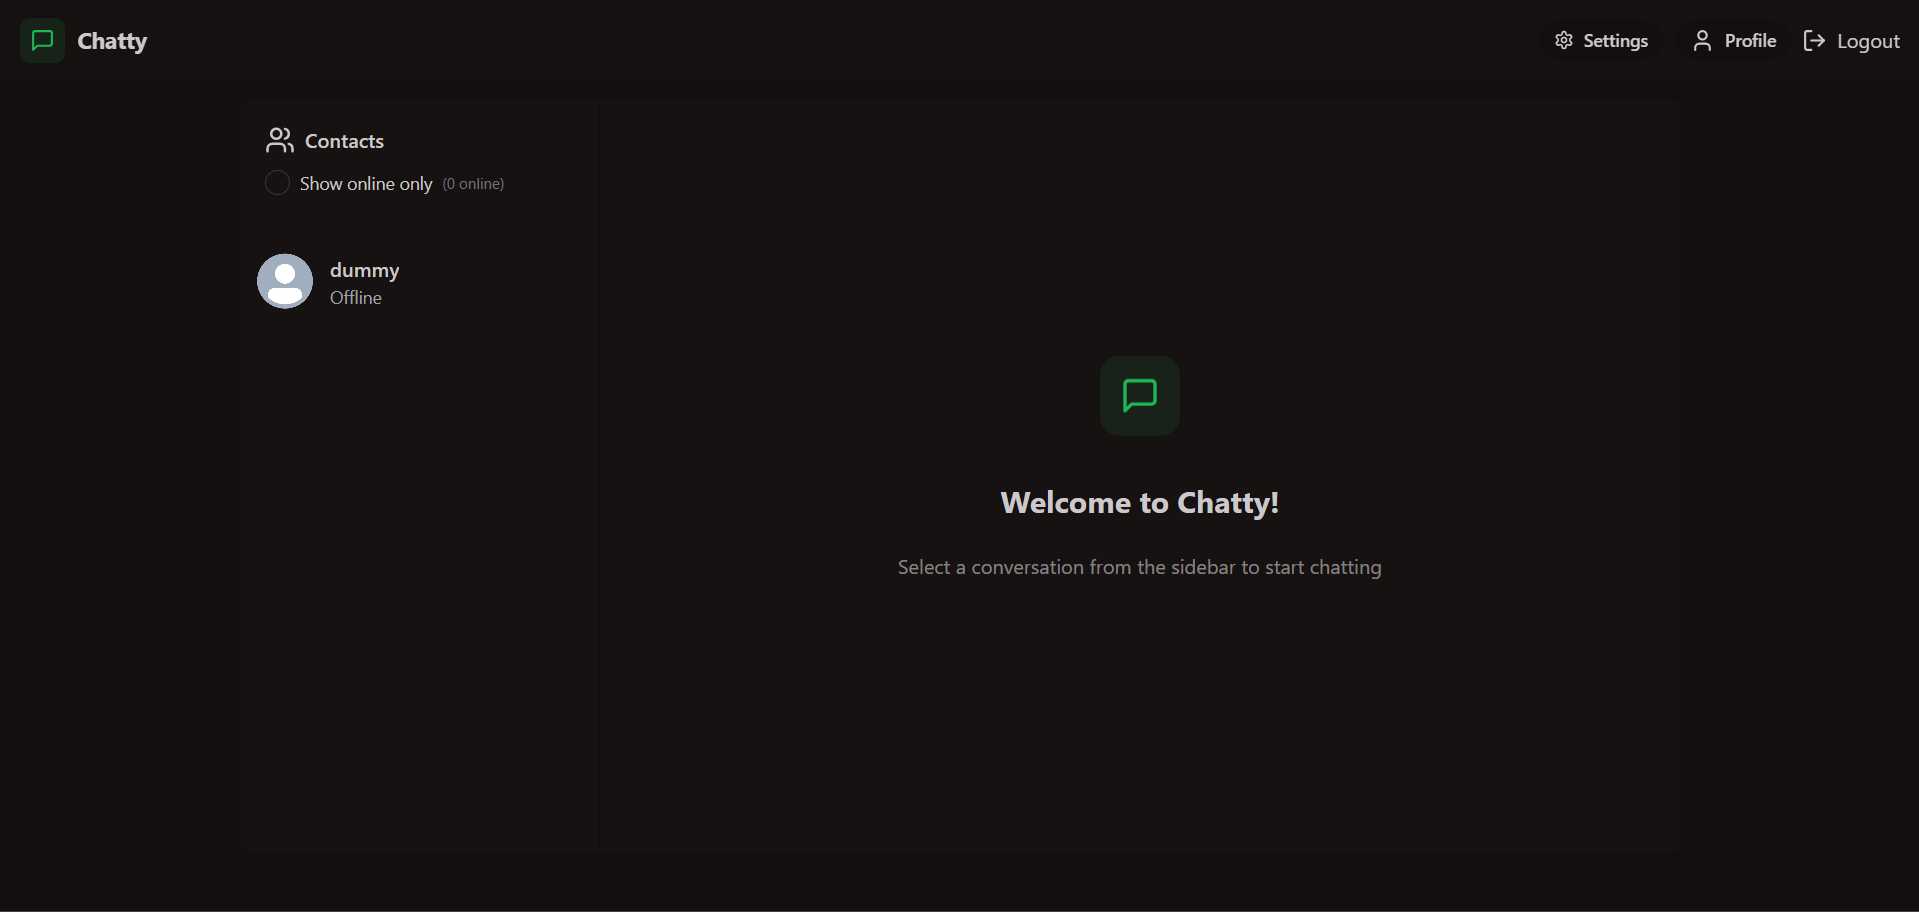 Chatty
Settings
Profile
Logout
Contacts
Show online only (0 online)
dummy
Offline
Welcome to Chatty!
Select a conversation from the sidebar to start chatting